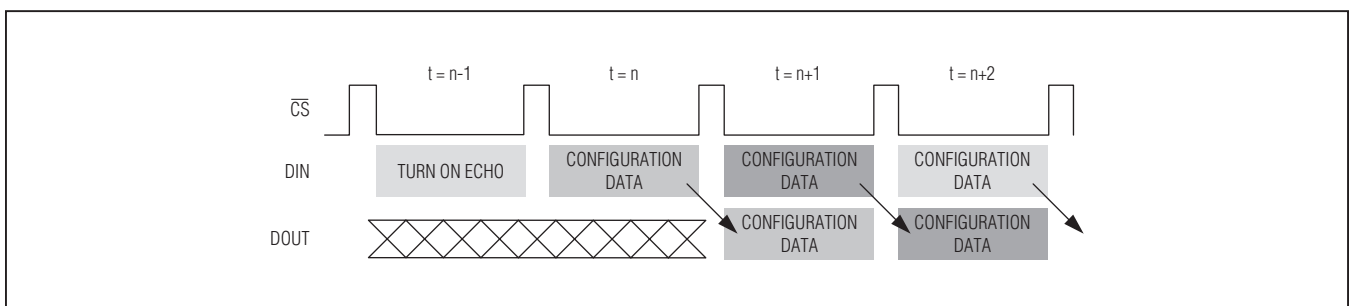 t = n-1
t = n
t = n+1
t = n+2
CS
DIN
TURN ON ECHO
CONFIGURATION
DATA
CONFIGURATION
DATA
CONFIGURATION
DATA
DOUT
CONFIGURATION
DATA
CONFIGURATION
DATA